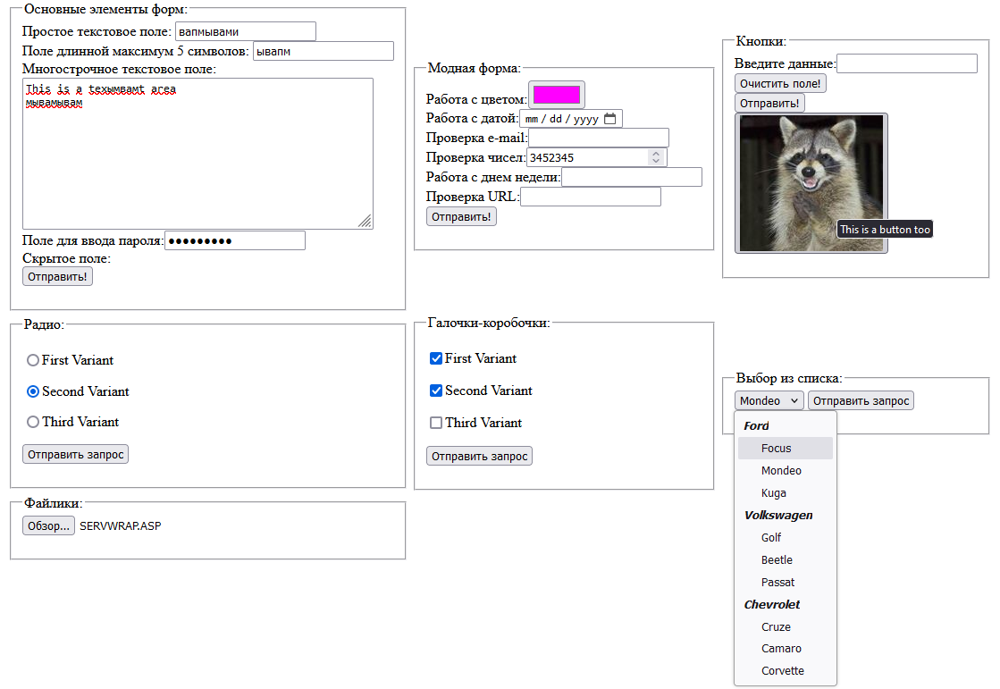 Основные элементы форм:
Простое текстовое поле: вапмывами
Поле длинной максимум 5 символов: ывапм
Многострочное текстовое поле:
This is a техымвамt area
мывамывам
Поле для ввода пароля: ●●●●●●●●●
Скрытое поле:
Отправить!
Модная форма:
Работа с цветом:
Работа с датой: mm / dd / yyyy
Проверка e-mail:
Проверка чисел: 3452345
Работа с днем недели:
Проверка URL:
Отправить!
Кнопки:
Введите данные:
Очистить поле!
Отправить!
This is a button too
Радио:
First Variant
Second Variant
Third Variant
Отправить запрос
Галочки-коробочки:
First Variant
Second Variant
Third Variant
Отправить запрос
Выбор из списка:
Mondeo Отправить запрос
Ford
Focus
Mondeo
Kuga
Volkswagen
Golf
Beetle
Passat
Chevrolet
Cruze
Camaro
Corvette
Файлики:
Обзор... SERVWRAP.ASP